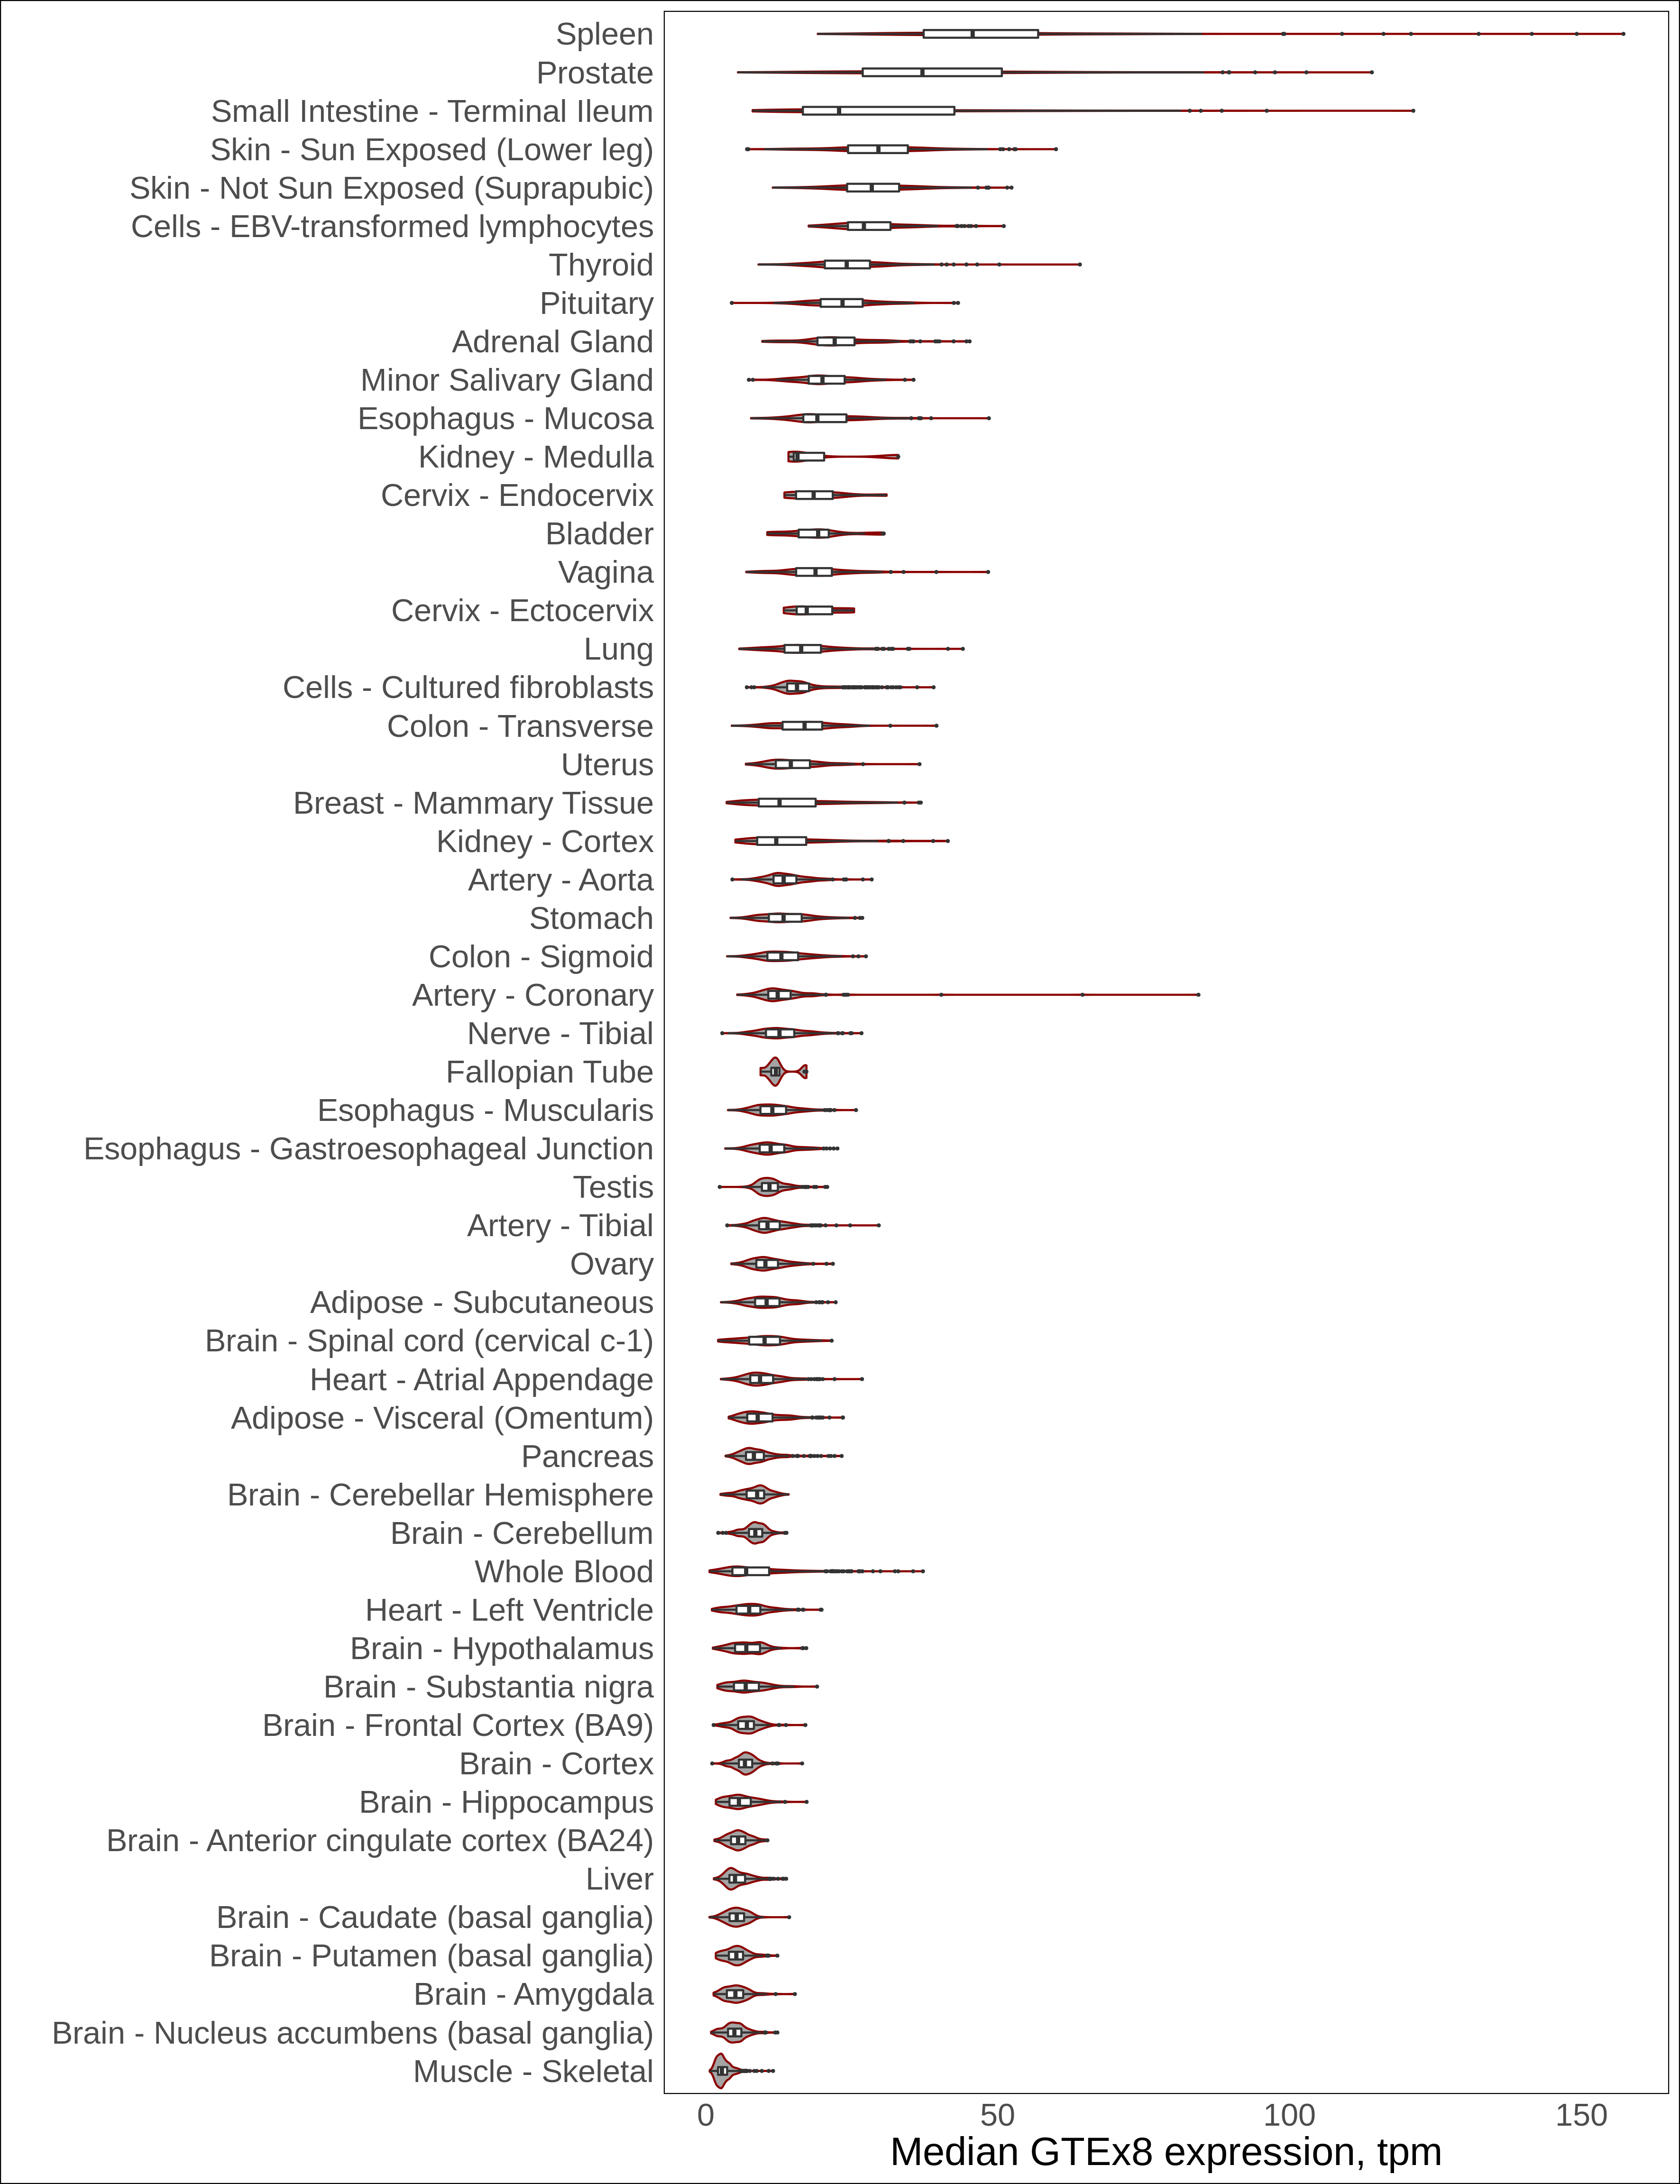 Spleen
Prostate
Small Intestine - Terminal Ileum
Skin - Sun Exposed (Lower leg)
Skin - Not Sun Exposed (Suprapubic)
Cells - EBV-transformed lymphocytes
Thyroid
Pituitary
Adrenal Gland
Minor Salivary Gland
Esophagus - Mucosa
Kidney - Medulla
Cervix - Endocervix
Bladder
Vagina
Cervix - Ectocervix
Lung
Cells - Cultured fibroblasts
Colon - Transverse
Uterus
Breast - Mammary Tissue
Kidney - Cortex
Artery - Aorta
Stomach
Colon - Sigmoid
Artery - Coronary
Nerve - Tibial
Fallopian Tube
Esophagus - Muscularis
Esophagus - Gastroesophageal Junction
Testis
Artery - Tibial
Ovary
Adipose - Subcutaneous
Brain - Spinal cord (cervical c-1)
Heart - Atrial Appendage
Adipose - Visceral (Omentum)
Pancreas
Brain - Cerebellar Hemisphere
Brain - Cerebellum
Whole Blood
Heart - Left Ventricle
Brain - Hypothalamus
Brain - Substantia nigra
Brain - Frontal Cortex (BA9)
Brain - Cortex
Brain - Hippocampus
Brain - Anterior cingulate cortex (BA24)
Liver
Brain - Caudate (basal ganglia)
Brain - Putamen (basal ganglia)
Brain - Amygdala
Brain - Nucleus accumbens (basal ganglia)
Muscle - Skeletal
0 50 100 150
Median GTEx8 expression, tpm